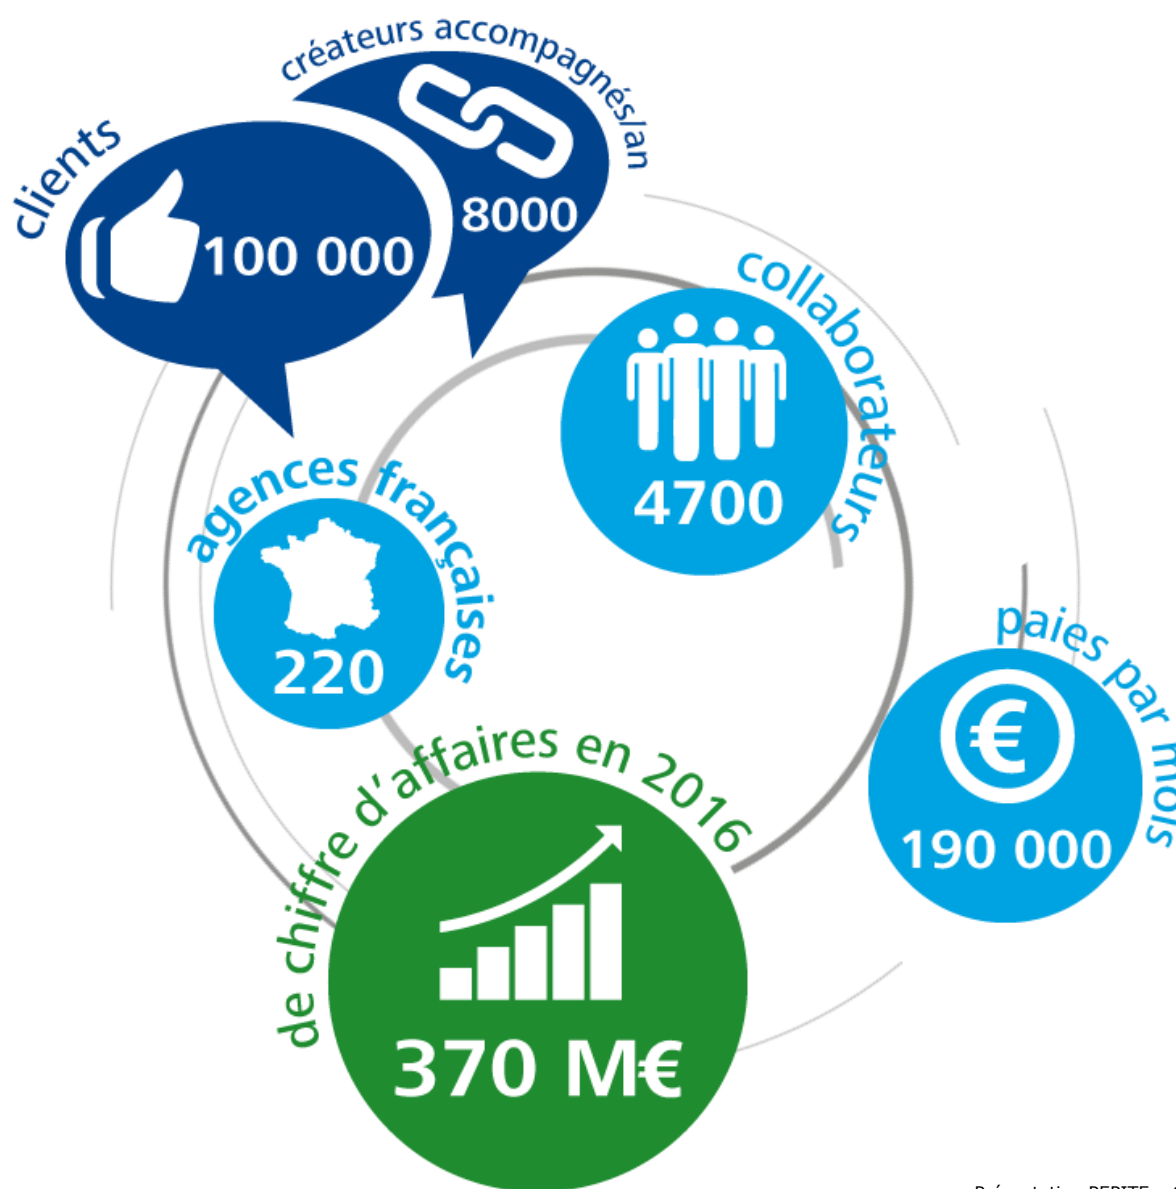 créateurs accompagnés/an
8000
clients
100 000
collaborateurs
4700
agences françaises
220
paies par mois
€
190 000
de chiffre d’affaires en 2016
370 M€